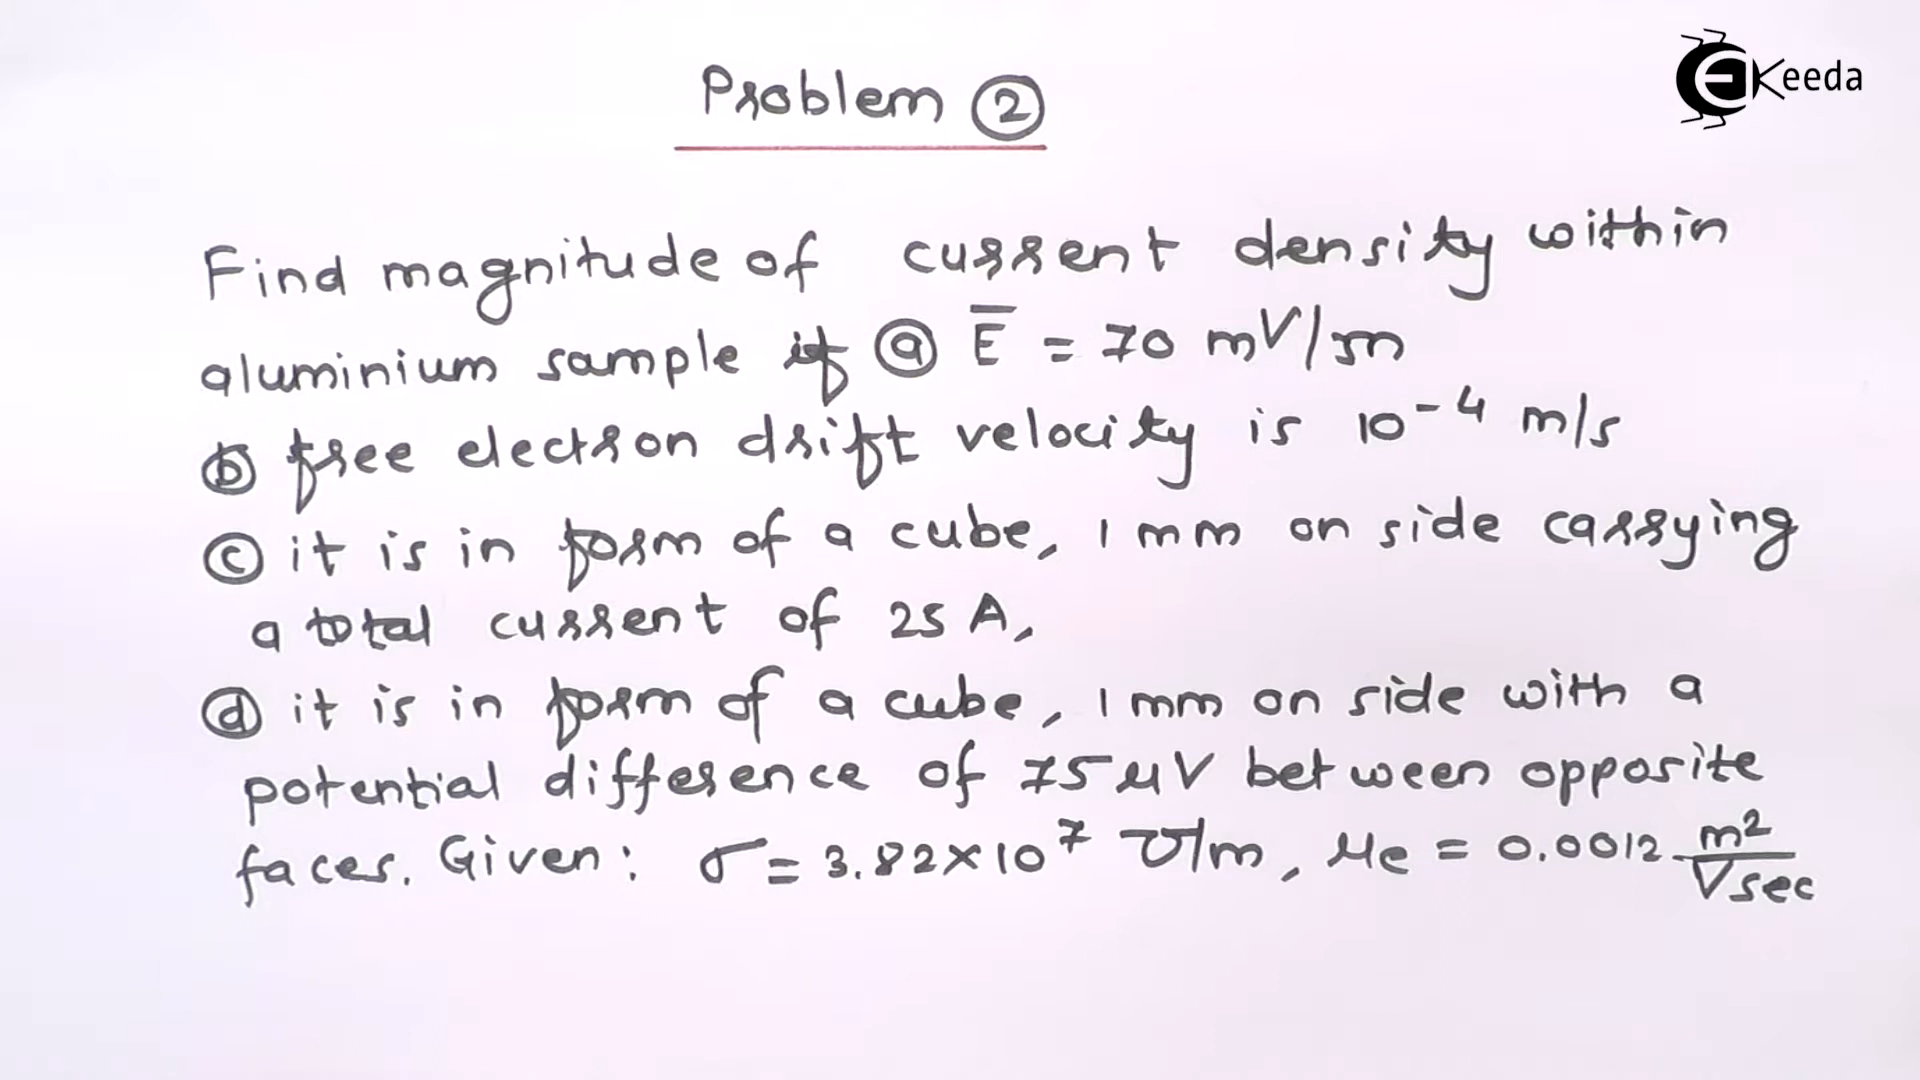 Problem ②
EKeeda
Find magnitude of current density within
aluminium sample if ⓐ E̅ = 70 mV/m
ⓑ free electron drift velocity is 10⁻⁴ m/s
ⓒ it is in form of a cube, 1 mm on side carrying
a total current of 25 A,
ⓓ it is in form of a cube, 1 mm on side with a
potential difference of 75 μV between opposite
faces. Given: σ = 3.82×10⁷ ℧/m, μe = 0.0012 m²/V sec